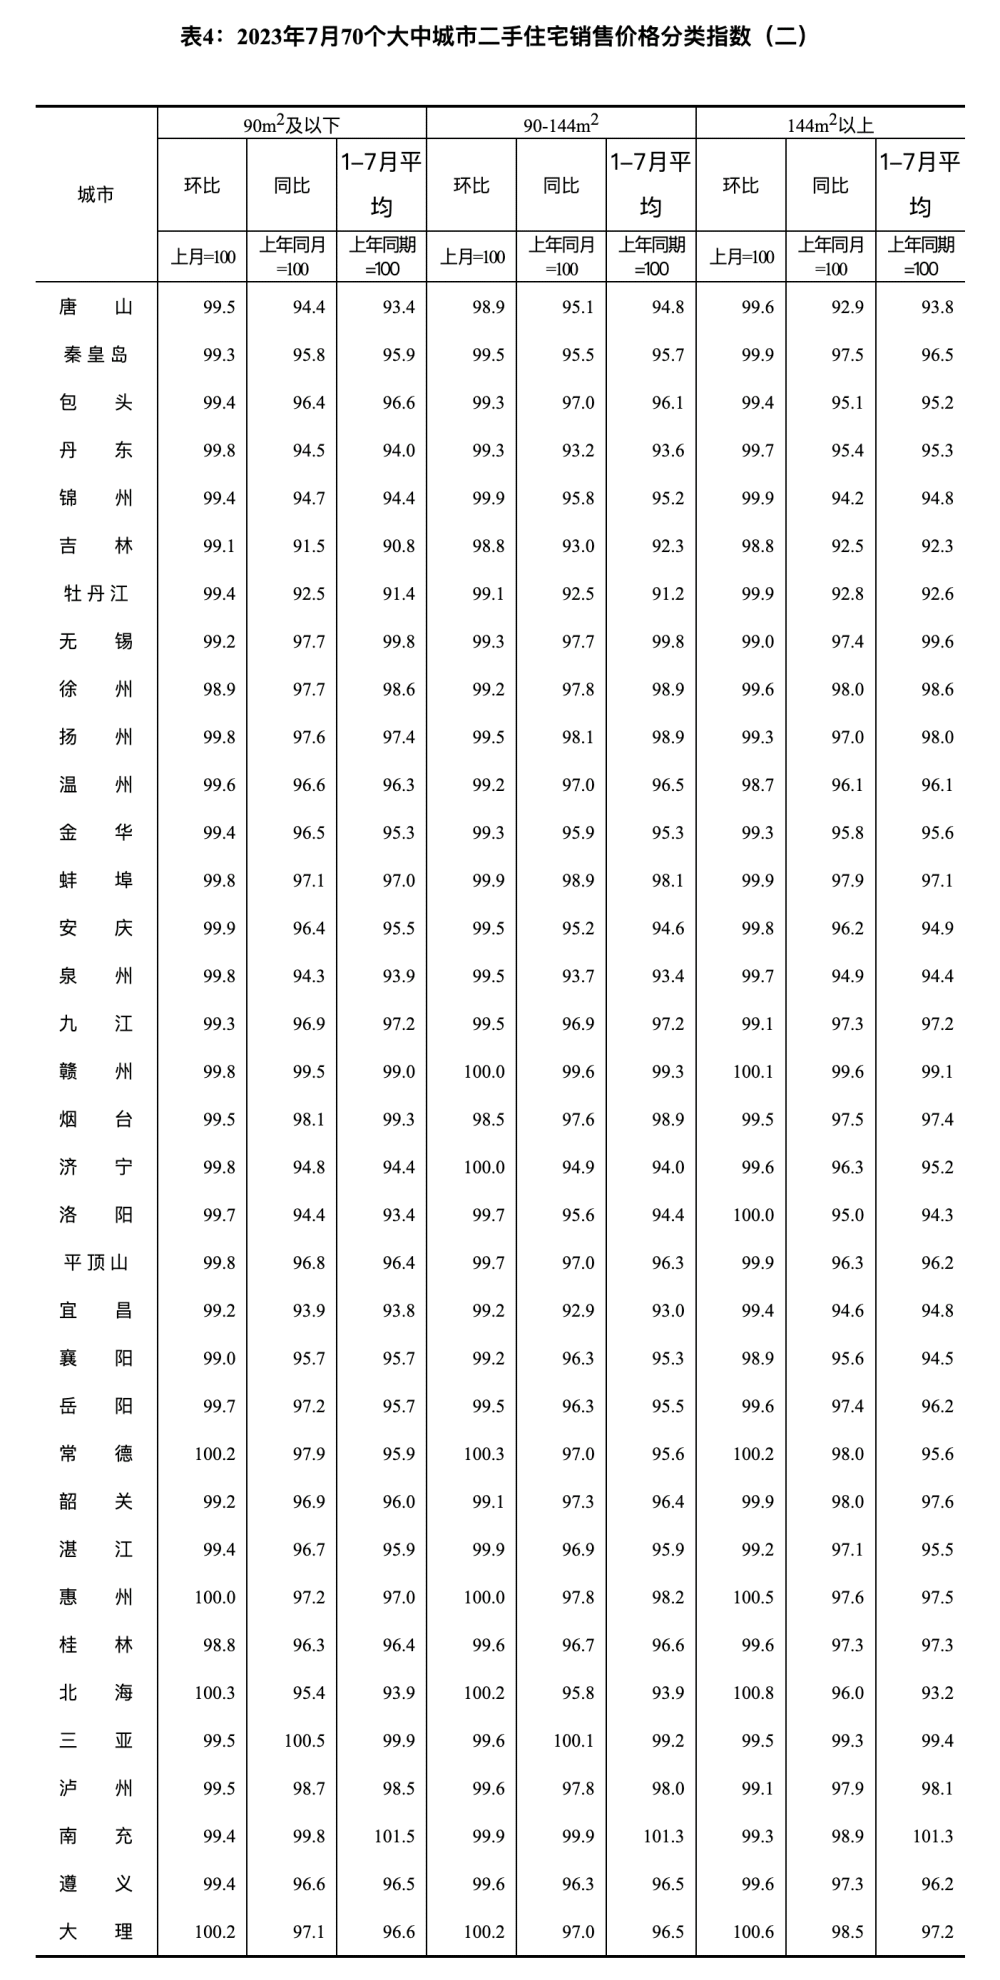 表4：2023年7月70个大中城市二手住宅销售价格分类指数（二）
城市 90m²及以下 90-144m² 144m²以上
环比 同比 1–7月平均 环比 同比 1–7月平均 环比 同比 1–7月平均
上月=100 上年同月=100 上年同期=100 上月=100 上年同月=100 上年同期=100 上月=100 上年同月=100 上年同期=100
唐山 99.5 94.4 93.4 98.9 95.1 94.8 99.6 92.9 93.8
秦皇岛 99.3 95.8 95.9 99.5 95.5 95.7 99.9 97.5 96.5
包头 99.4 96.4 96.6 99.3 97.0 96.1 99.4 95.1 95.2
丹东 99.8 94.5 94.0 99.3 93.2 93.6 99.7 95.4 95.3
锦州 99.4 94.7 94.4 99.9 95.8 95.2 99.9 94.2 94.8
吉林 99.1 91.5 90.8 98.8 93.0 92.3 98.8 92.5 92.3
牡丹江 99.4 92.5 91.4 99.1 92.5 91.2 99.9 92.8 92.6
无锡 99.2 97.7 99.8 99.3 97.7 99.8 99.0 97.4 99.6
徐州 98.9 97.7 98.6 99.2 97.8 98.9 99.6 98.0 98.6
扬州 99.8 97.6 97.4 99.5 98.1 98.9 99.3 97.0 98.0
温州 99.6 96.6 96.3 99.2 97.0 96.5 98.7 96.1 96.1
金华 99.4 96.5 95.3 99.3 95.9 95.3 99.3 95.8 95.6
蚌埠 99.8 97.1 97.0 99.9 98.9 98.1 99.9 97.9 97.1
安庆 99.9 96.4 95.5 99.5 95.2 94.6 99.8 96.2 94.9
泉州 99.8 94.3 93.9 99.5 93.7 93.4 99.7 94.9 94.4
九江 99.3 96.9 97.2 99.5 96.9 97.2 99.1 97.3 97.2
赣州 99.8 99.5 99.0 100.0 99.6 99.3 100.1 99.6 99.1
烟台 99.5 98.1 99.3 98.5 97.6 98.9 99.5 97.5 97.4
济宁 99.8 94.8 94.4 100.0 94.9 94.0 99.6 96.3 95.2
洛阳 99.7 94.4 93.4 99.7 95.6 94.4 100.0 95.0 94.3
平顶山 99.8 96.8 96.4 99.7 97.0 96.3 99.9 96.3 96.2
宜昌 99.2 93.9 93.8 99.2 92.9 93.0 99.4 94.6 94.8
襄阳 99.0 95.7 95.7 99.2 96.3 95.3 98.9 95.6 94.5
岳阳 99.7 97.2 95.7 99.5 96.3 95.5 99.6 97.4 96.2
常德 100.2 97.9 95.9 100.3 97.0 95.6 100.2 98.0 95.6
韶关 99.2 96.9 96.0 99.1 97.3 96.4 99.9 98.0 97.6
湛江 99.4 96.7 95.9 99.9 96.9 95.9 99.2 97.1 95.5
惠州 100.0 97.2 97.0 100.0 97.8 98.2 100.5 97.6 97.5
桂林 98.8 96.3 96.4 99.6 96.7 96.6 99.6 97.3 97.3
北海 100.3 95.4 93.9 100.2 95.8 93.9 100.8 96.0 93.2
三亚 99.5 100.5 99.9 99.6 100.1 99.2 99.5 99.3 99.4
泸州 99.5 98.7 98.5 99.6 97.8 98.0 99.1 97.9 98.1
南充 99.4 99.8 101.5 99.9 99.9 101.3 99.3 98.9 101.3
遵义 99.4 96.6 96.5 99.6 96.3 96.5 99.6 97.3 96.2
大理 100.2 97.1 96.6 100.2 97.0 96.5 100.6 98.5 97.2